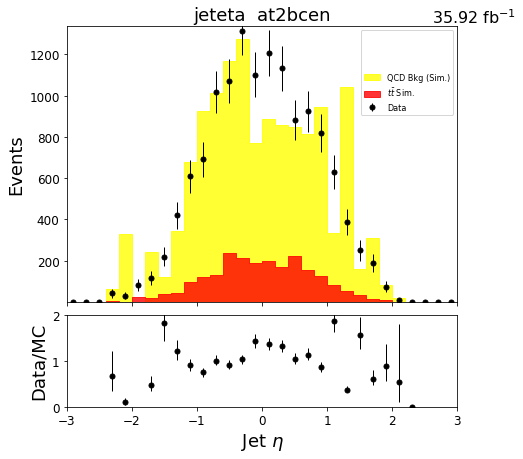 jeteta at2bcen
35.92 fb⁻¹
Events
1200
1000
800
600
400
200
QCD Bkg (Sim.)
tt̄ Sim.
Data
Data/MC
2
1
0
−3 −2 −1 0 1 2 3
Jet η